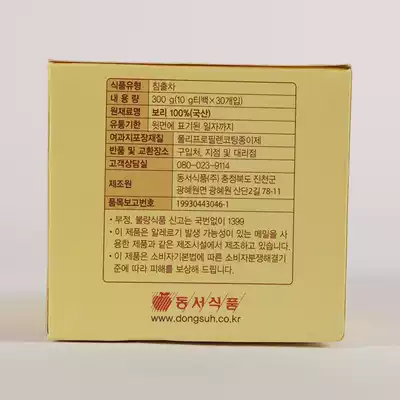 식품유형 침출차
내 용 량 300 g(10 g티백×30개입)
원재료명 보리 100%(국산)
유통기한 윗면에 표기된 일자까지
여과지포장재질 폴리프로필렌코팅종이제
반품 및 교환장소 구입처, 지점 및 대리점
고객상담실 080-023-9114
제조원 동서식품(주) 충청북도 진천군
광혜원면 광혜원 산단2길 78-11
품목보고번호 19930443046-1
• 부정, 불량식품 신고는 국번없이 1399
• 이 제품은 알레르기 발생 가능성이 있는 메밀을 사
용한 제품과 같은 제조시설에서 제조하고 있습니다.
• 이 제품은 소비자기본법에 따른 소비자분쟁해결기
준에 따라 피해를 보상해 드립니다.
동서식품
www.dongsuh.co.kr